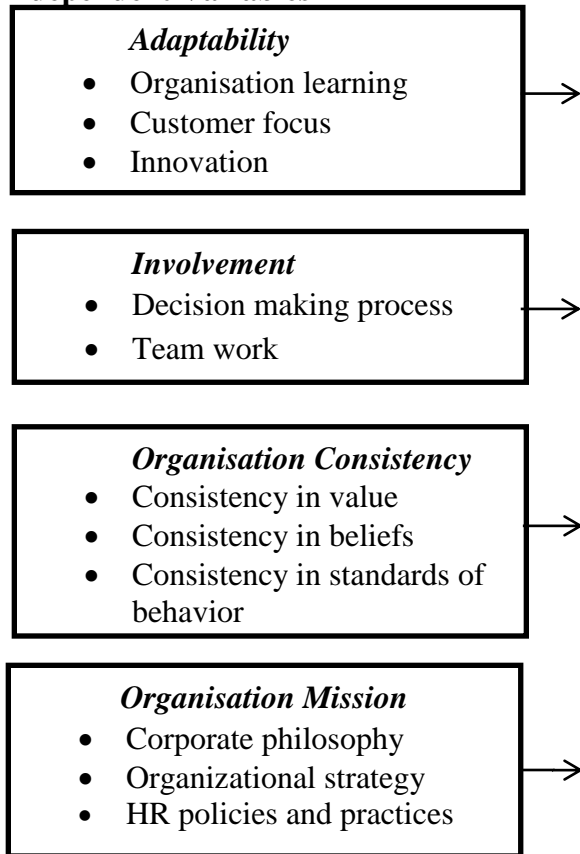 Adaptability
• Organisation learning
• Customer focus
• Innovation
Involvement
• Decision making process
• Team work
Organisation Consistency
• Consistency in value
• Consistency in beliefs
• Consistency in standards of
behavior
Organisation Mission
• Corporate philosophy
• Organizational strategy
• HR policies and practices